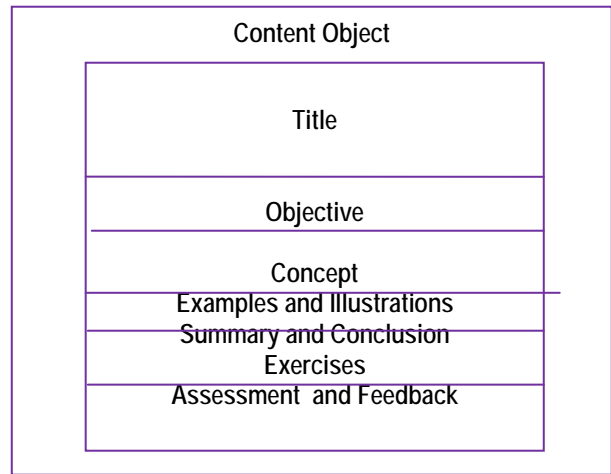 Content Object
Title
Objective
Concept
Examples and Illustrations
Summary and Conclusion
Exercises
Assessment and Feedback